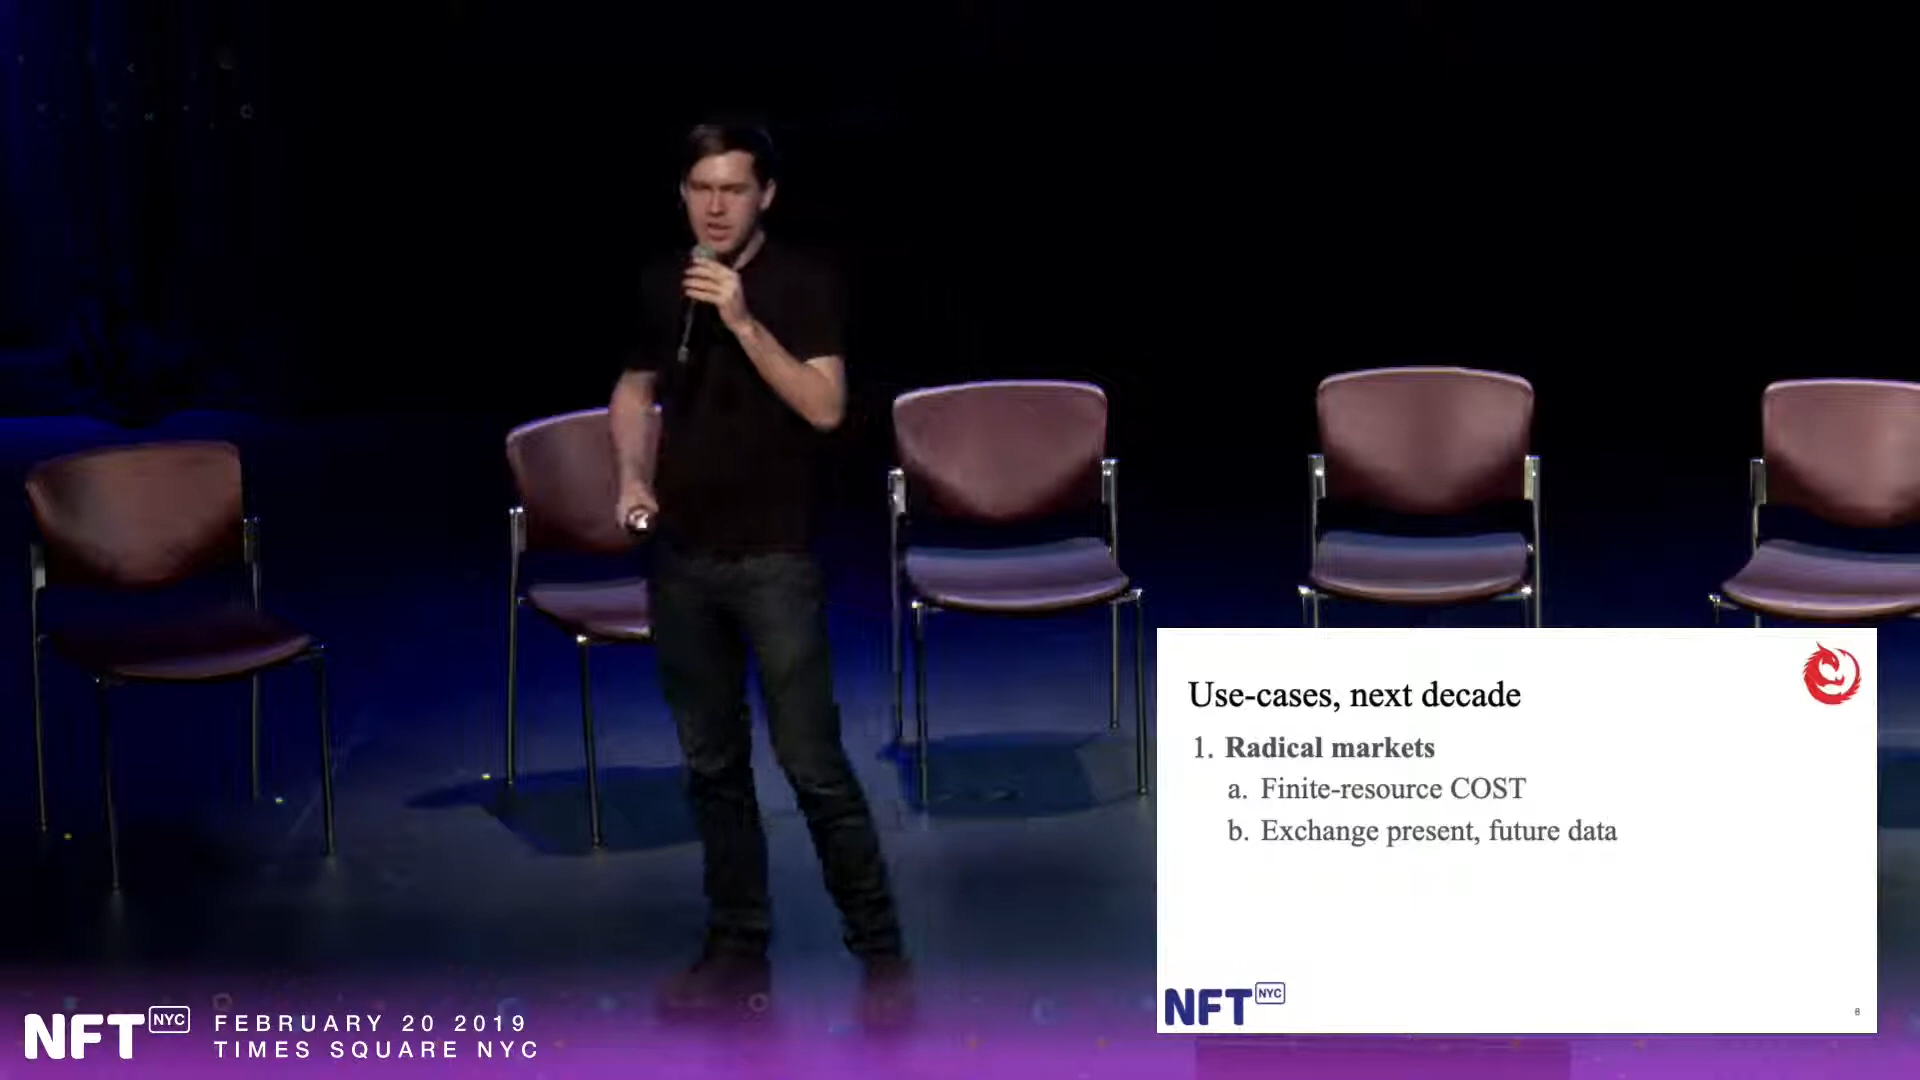 Use-cases, next decade
1. Radical markets
a. Finite-resource COST
b. Exchange present, future data
NFT NYC
6
NFT NYC
FEBRUARY 20 2019
TIMES SQUARE NYC